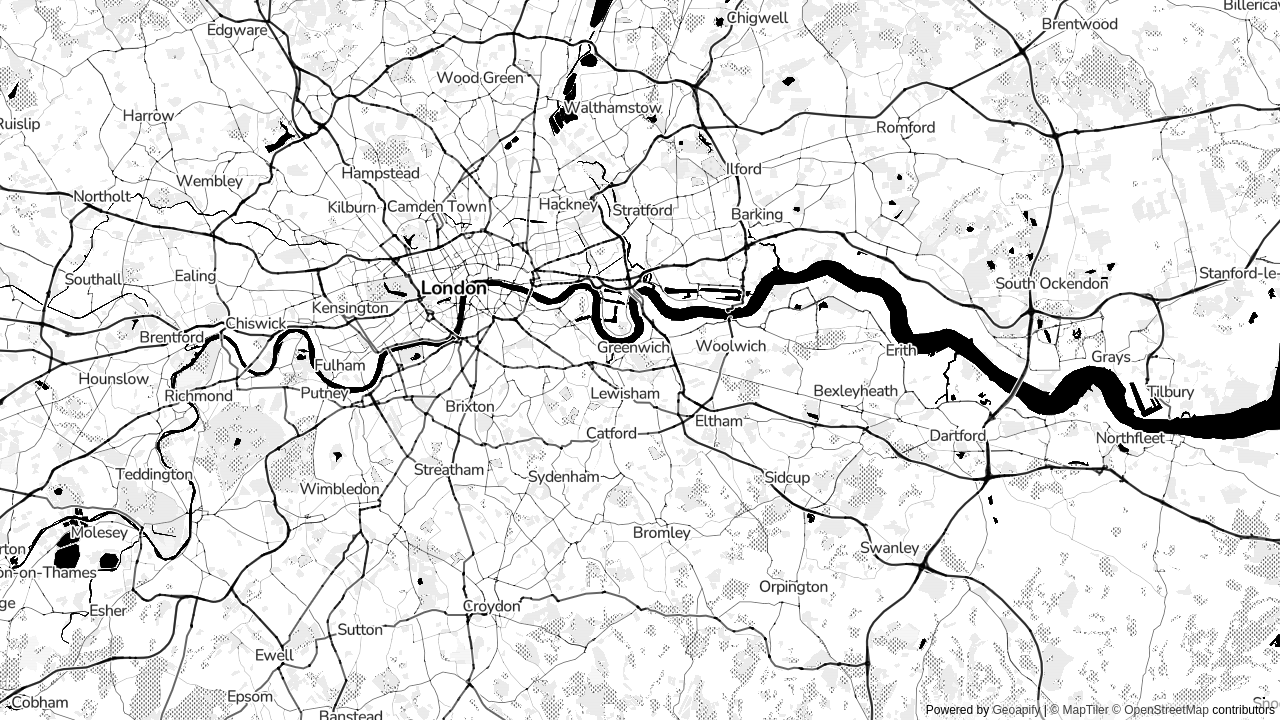 Billericay
Chigwell
Brentwood
Edgware
Wood Green
Walthamstow
Harrow
Ruislip
Romford
Hampstead
Ilford
Wembley
Northolt
Kilburn
Camden Town
Hackney
Stratford
Barking
Ealing
Southall
Stanford-le-
South Ockendon
London
Kensington
Chiswick
Brentford
Greenwich
Woolwich
Erith
Grays
Fulham
Hounslow
Richmond
Putney
Lewisham
Bexleyheath
Tilbury
Brixton
Eltham
Catford
Dartford
Northfleet
Streatham
Teddington
Sydenham
Sidcup
Wimbledon
Molesey
Bromley
rton
Swanley
on-on-Thames
Orpington
ge
Esher
Croydon
Sutton
Ewell
Epsom
Cobham
Banstead
Powered by Geoapify | © MapTiler © OpenStreetMap contributors